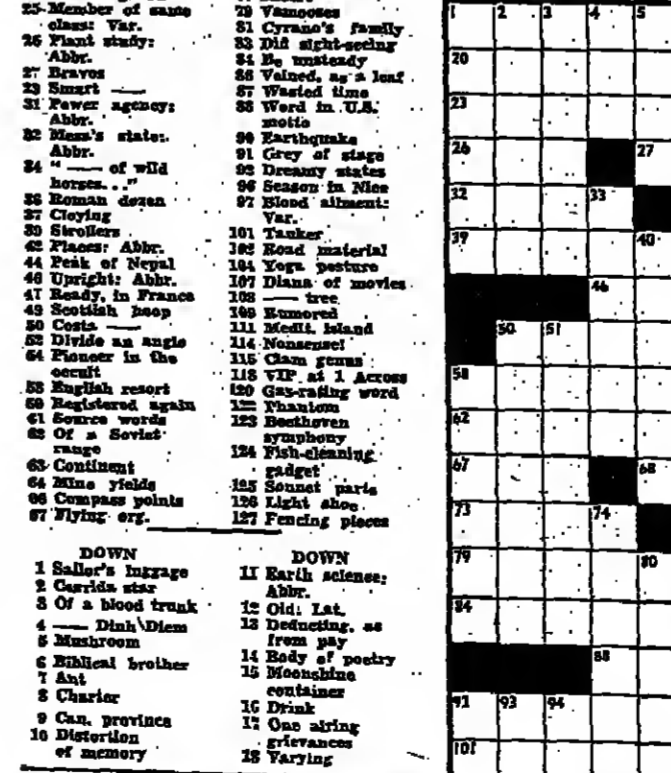 25 Member of same
class: Var.
26 Plant study:
Abbr.
27 Bravos
29 Smart ——
31 Power agency:
Abbr.
32 Mesa's state:
Abbr.
34 "—— of wild
horses..."
36 Roman dozen
37 Cloying
39 Strollers
42 Places: Abbr.
44 Peak of Nepal
46 Upright: Abbr.
47 Ready, in France
49 Scottish hoop
50 Costa ——
52 Divide an angle
54 Pioneer in the
occult
58 English resort
59 Registered again
61 Source words
62 Of a Soviet
range
63 Continent
64 Mine yields
66 Compass points
67 Flying org.
79 Vamooses
81 Cyrano's family
83 Did sight-seeing
84 Be unsteady
86 Veined, as a leaf
87 Wasted time
88 Word in U.S.
motto
90 Earthquake
91 Grey of stage
92 Dreamy states
96 Season in Nice
97 Blood ailment:
Var.
101 Tanker
102 Road material
104 Yoga posture
107 Diana of movies
108 —— tree
109 Rumored
111 Medit. island
114 Nonsense!
115 Clam genus
118 VIP at 1 Across
120 Gas-rating word
122 Phantom
123 Beethoven
symphony
124 Fish-cleaning
gadget
125 Sonnet parts
126 Light shoe
127 Fencing pieces
DOWN
1 Sailor's luggage
2 Corrida star
3 Of a blood trunk
4 —— Dinh Diem
5 Mushroom
6 Biblical brother
7 Ant
8 Charier
9 Can. province
10 Distortion
of memory
DOWN
11 Earth science:
Abbr.
12 Old: Lat.
13 Deducting, as
from pay
14 Body of poetry
15 Moonshine
container
16 Drink
17 One airing
grievances
18 Varying
1 2 3 4 5
20
23
26 27
32 33
39 40
46
50 51
58
62
67 68
73 74
79 80
84
88
92 93 94
101